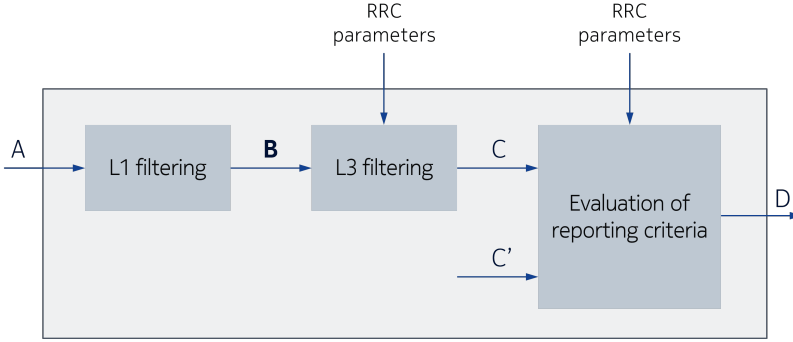 RRC
parameters
RRC
parameters
A
L1 filtering
B
L3 filtering
C
Evaluation of
reporting criteria
D
C’